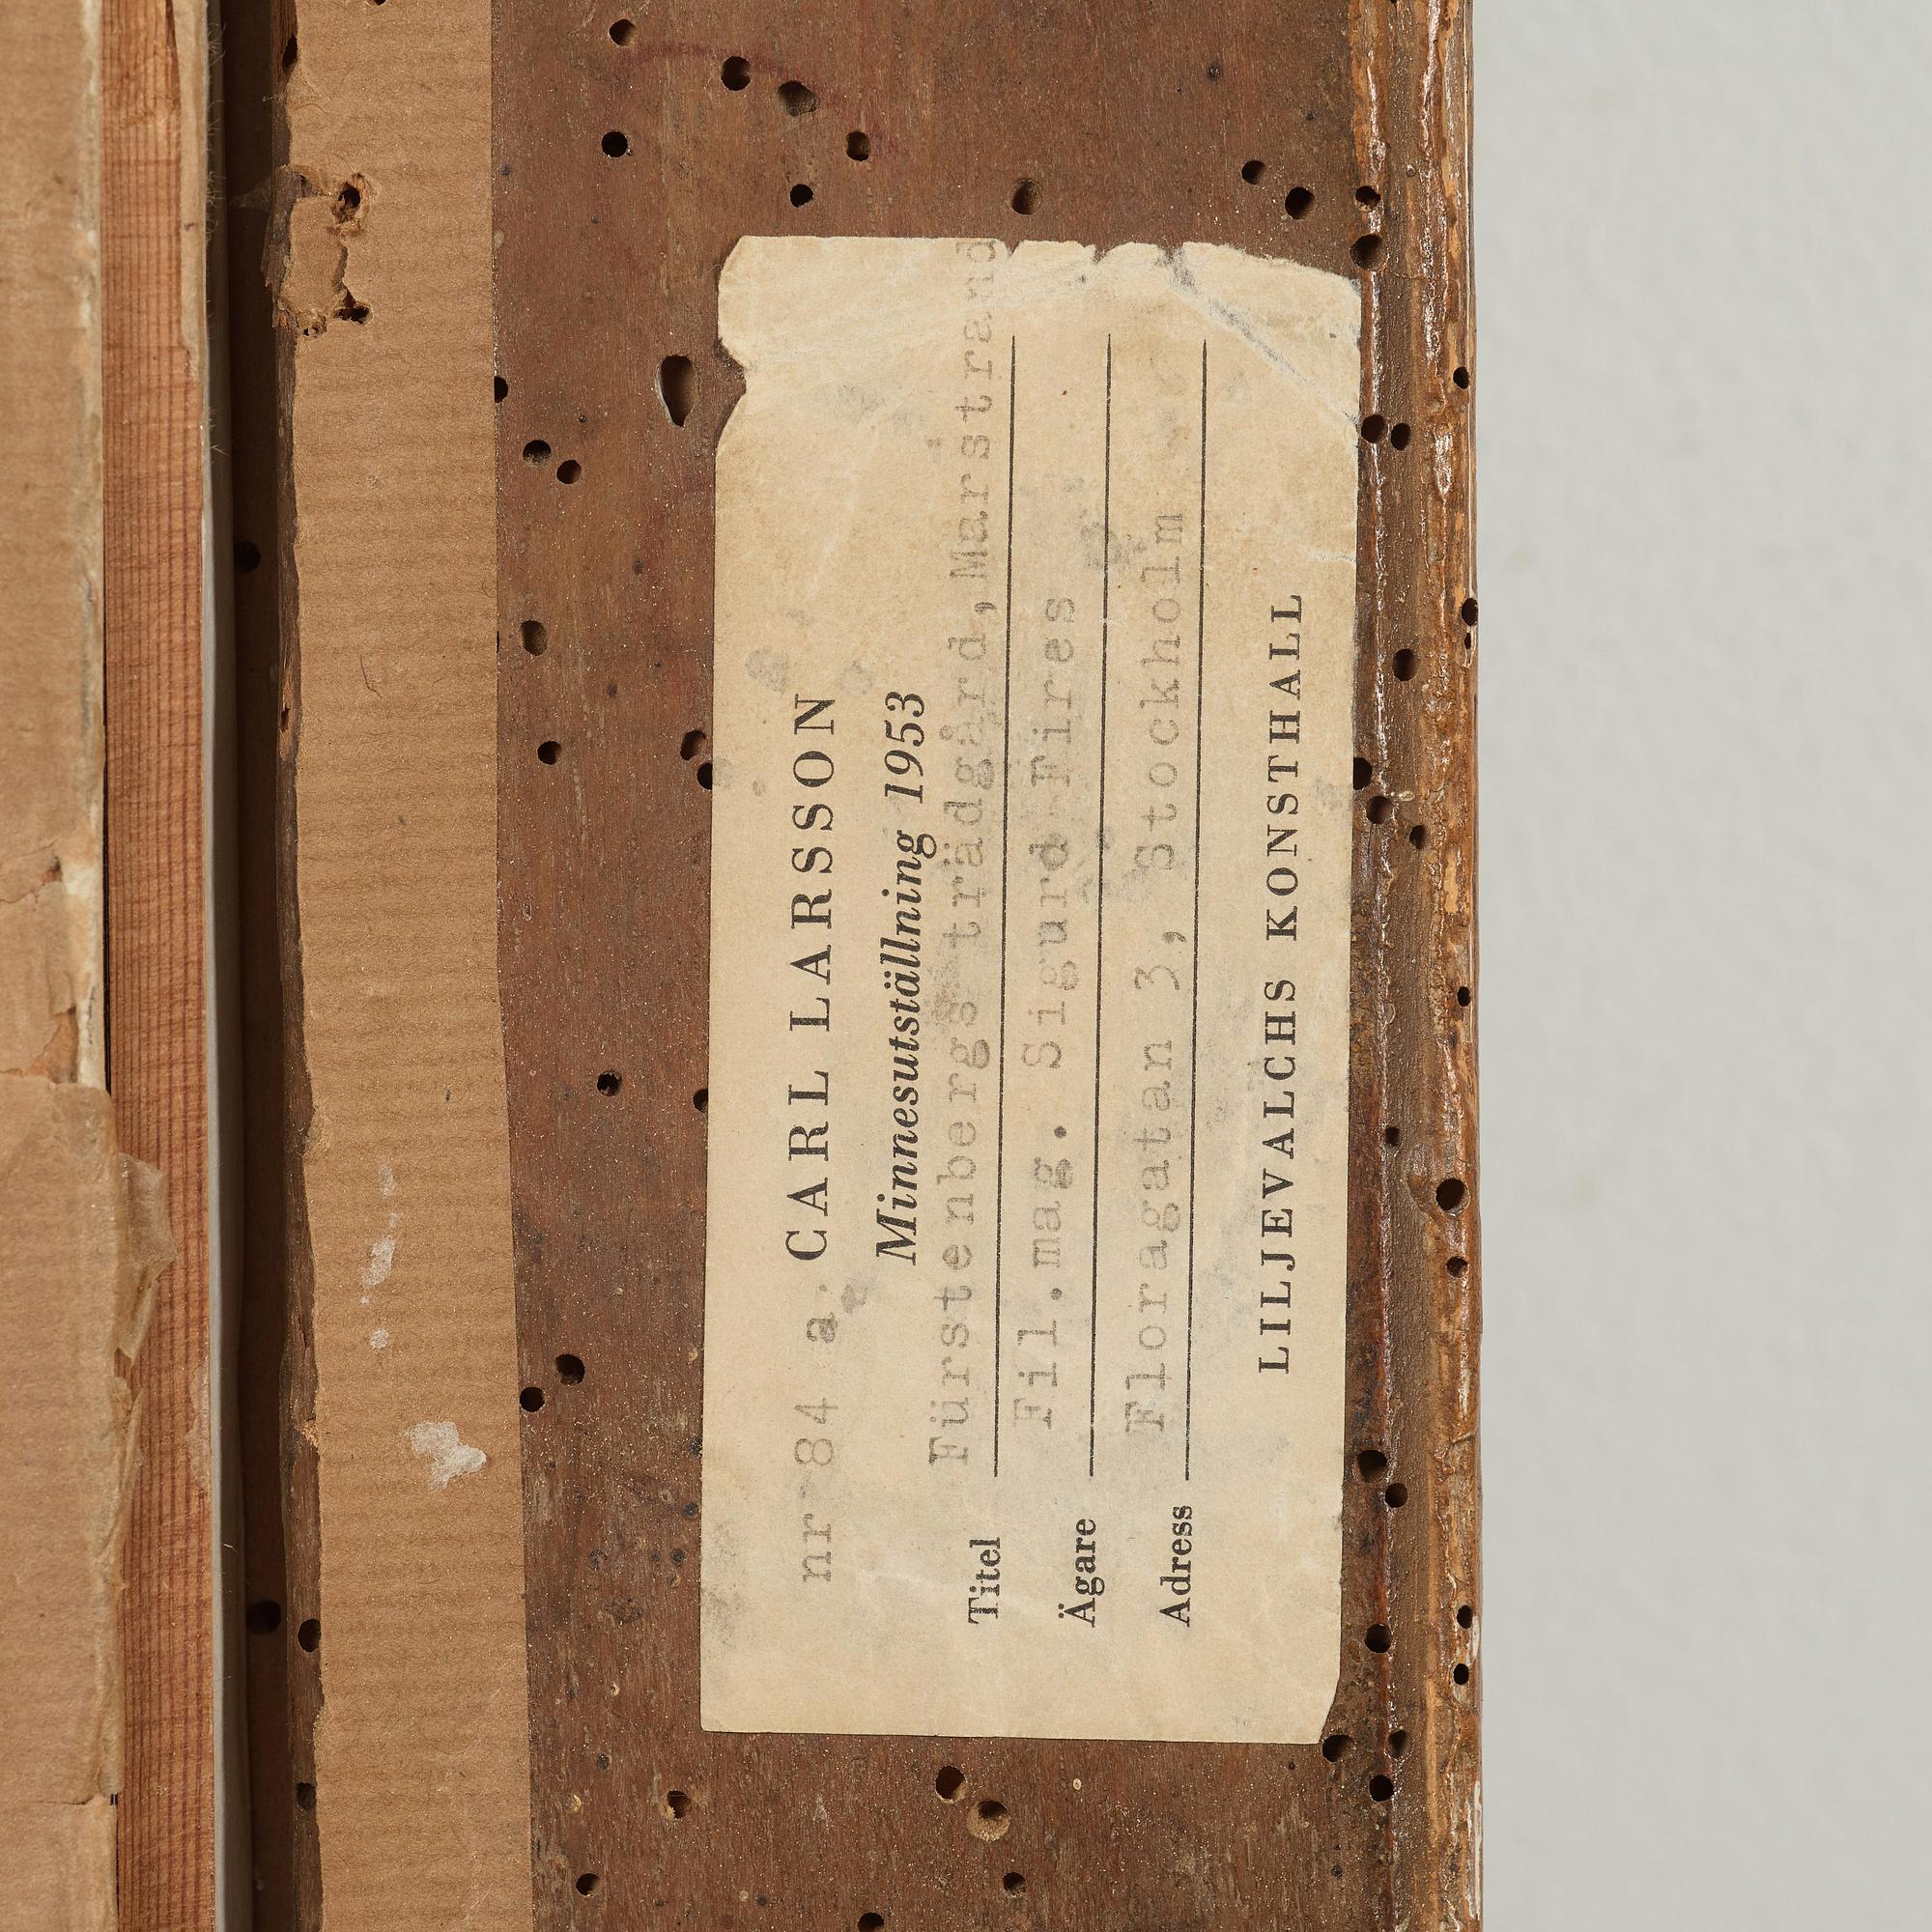 nr 84 a. CARL LARSSON
Minnesutställning 1953
Titel Fürstenbergs trädgård, Marstrand
Ägare Fil.mag. Sigurd Fires
Adress Floragatan 3, Stockholm
LILJEVALCHS KONSTHALL